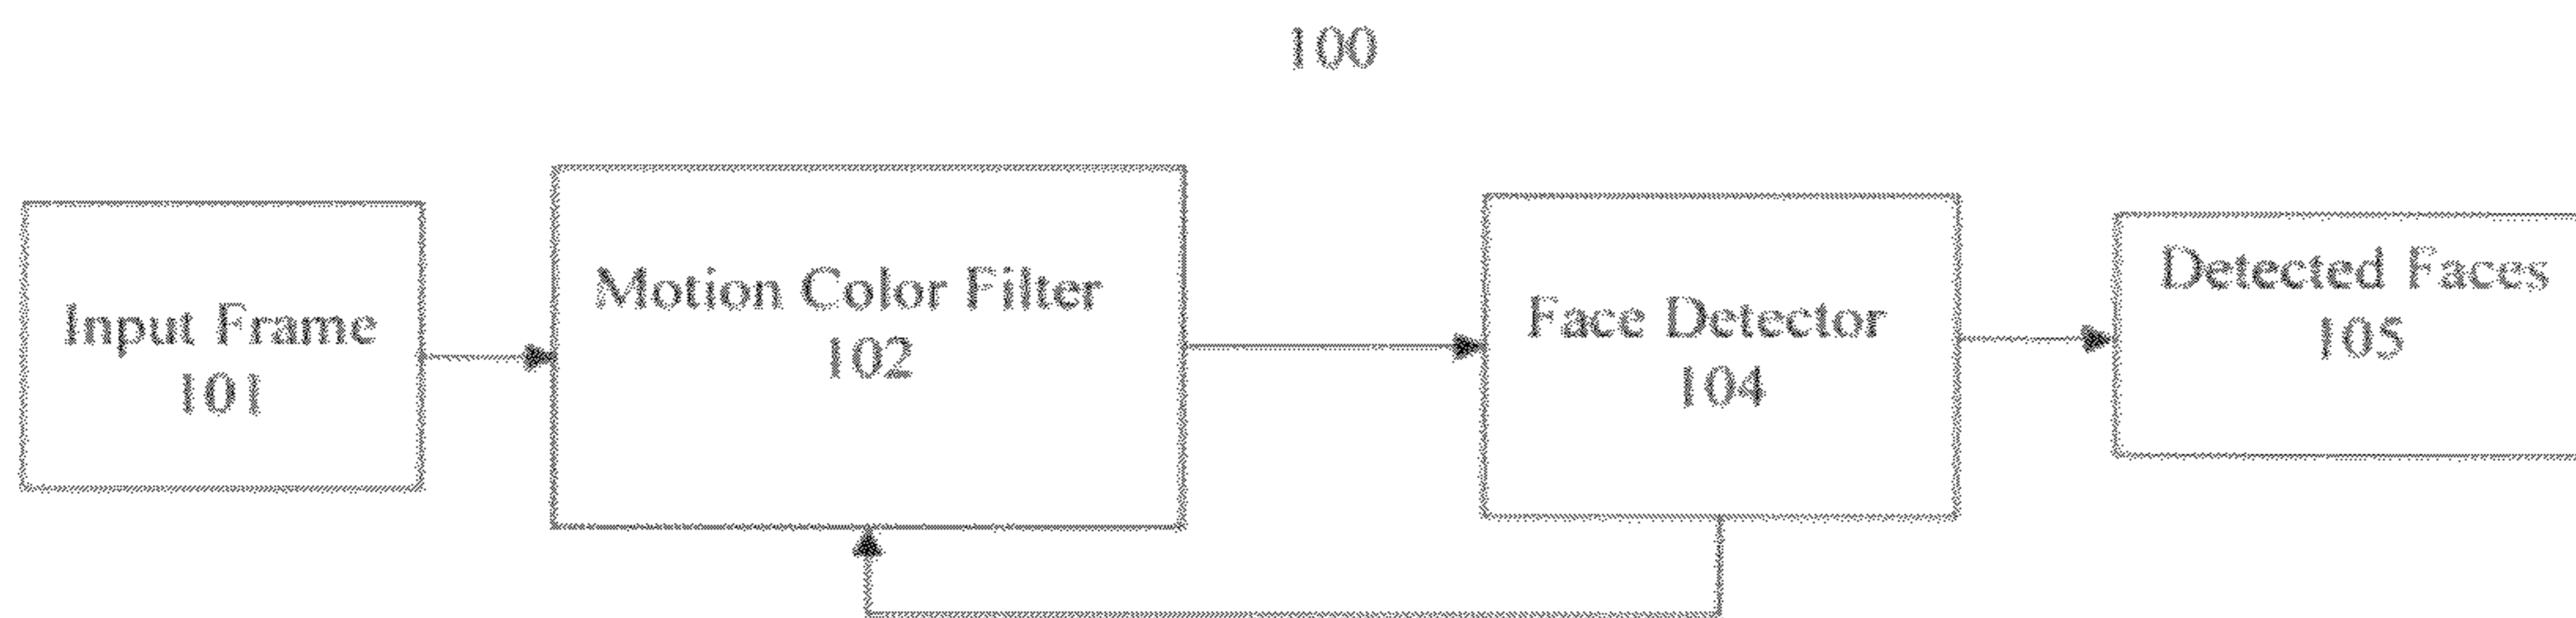 100
Input Frame
101
Motion Color Filter
102
Face Detector
104
Detected Faces
105